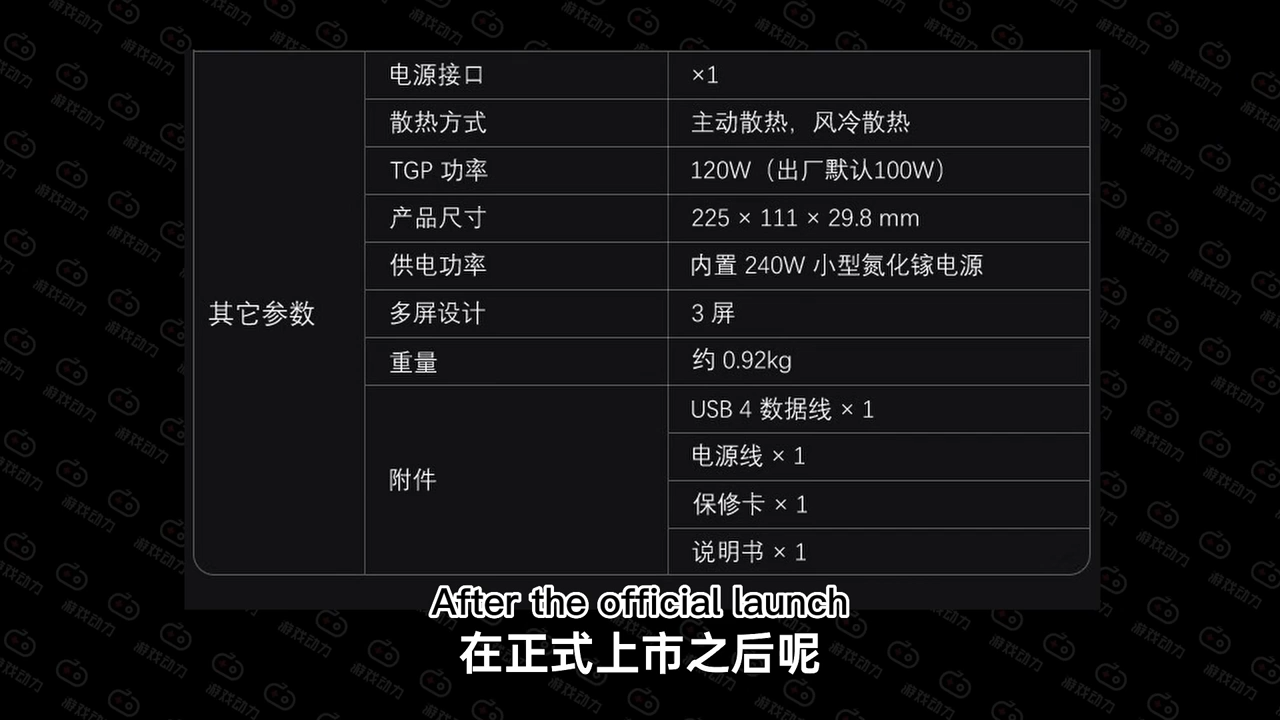 电源接口 ×1
散热方式 主动散热，风冷散热
TGP 功率 120W（出厂默认100W）
产品尺寸 225 × 111 × 29.8 mm
供电功率 内置 240W 小型氮化镓电源
其它参数 多屏设计 3 屏
重量 约 0.92kg
USB 4 数据线 × 1
电源线 × 1
附件
保修卡 × 1
说明书 × 1
After the official launch
在正式上市之后呢
游戏动力